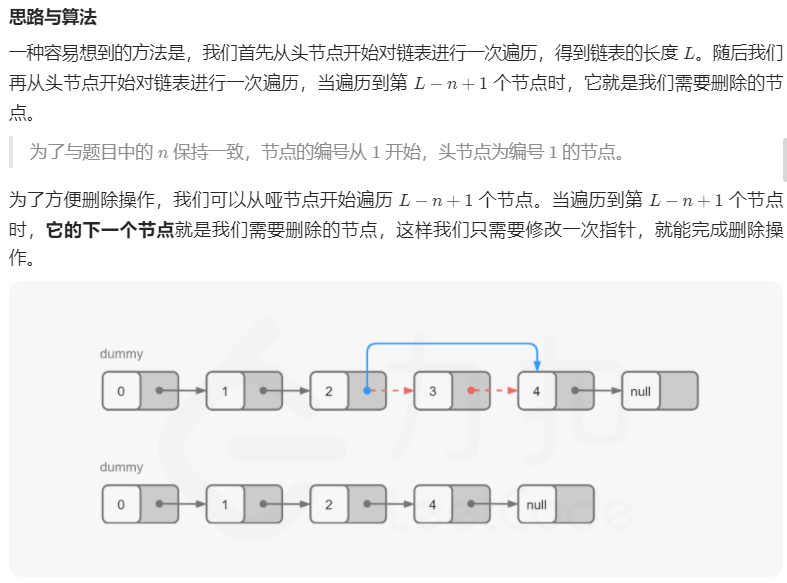 思路与算法
一种容易想到的方法是，我们首先从头节点开始对链表进行一次遍历，得到链表的长度 L。随后我们
再从头节点开始对链表进行一次遍历，当遍历到第 L − n + 1 个节点时，它就是我们需要删除的节
点。
为了与题目中的 n 保持一致，节点的编号从 1 开始，头节点为编号 1 的节点。
为了方便删除操作，我们可以从哑节点开始遍历 L − n + 1 个节点。当遍历到第 L − n + 1 个节点
时，它的下一个节点就是我们需要删除的节点，这样我们只需要修改一次指针，就能完成删除操
作。
dummy
0 1 2 3 4 null
dummy
0 1 2 4 null
力扣
LeetCode